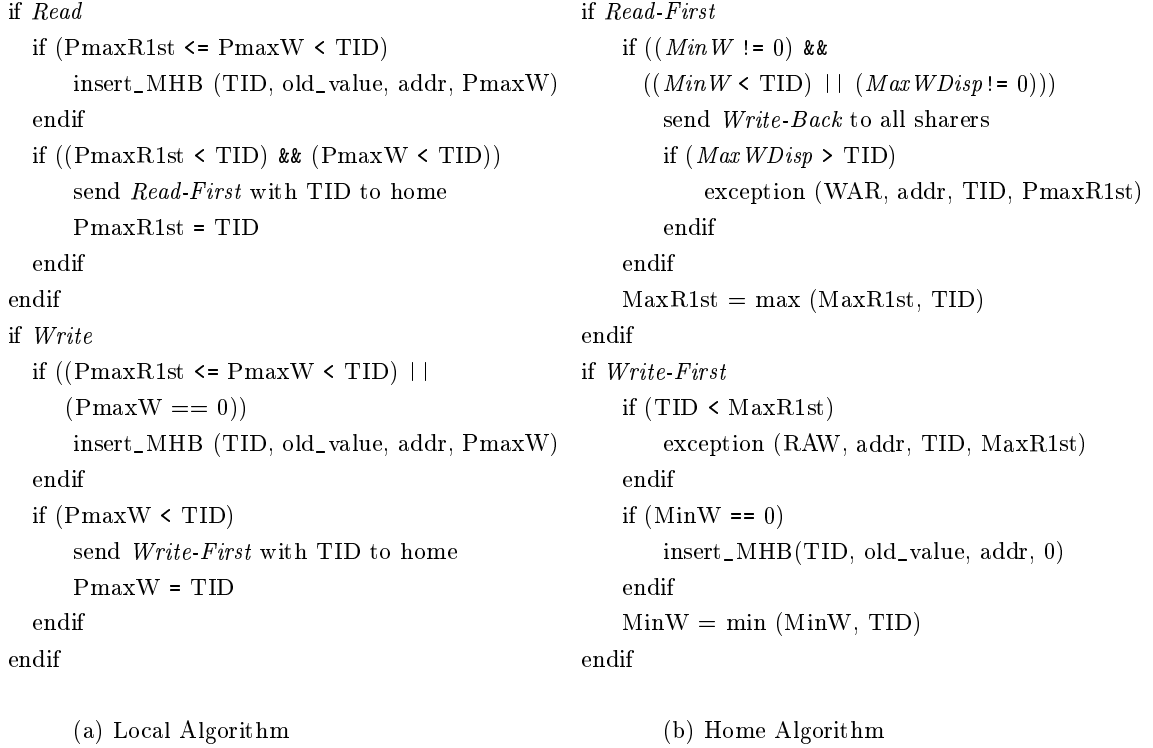 if Read
if (PmaxR1st <= PmaxW < TID)
insert_MHB (TID, old_value, addr, PmaxW)
endif
if ((PmaxR1st < TID) && (PmaxW < TID))
send Read-First with TID to home
PmaxR1st = TID
endif
endif
if Write
if ((PmaxR1st <= PmaxW < TID) ||
(PmaxW == 0))
insert_MHB (TID, old_value, addr, PmaxW)
endif
if (PmaxW < TID)
send Write-First with TID to home
PmaxW = TID
endif
endif
(a) Local Algorithm
if Read-First
if ((MinW != 0) &&
((MinW < TID) || (MaxWDisp != 0)))
send Write-Back to all sharers
if (MaxWDisp > TID)
exception (WAR, addr, TID, PmaxR1st)
endif
endif
MaxR1st = max (MaxR1st, TID)
endif
if Write-First
if (TID < MaxR1st)
exception (RAW, addr, TID, MaxR1st)
endif
if (MinW == 0)
insert_MHB(TID, old_value, addr, 0)
endif
MinW = min (MinW, TID)
endif
(b) Home Algorithm